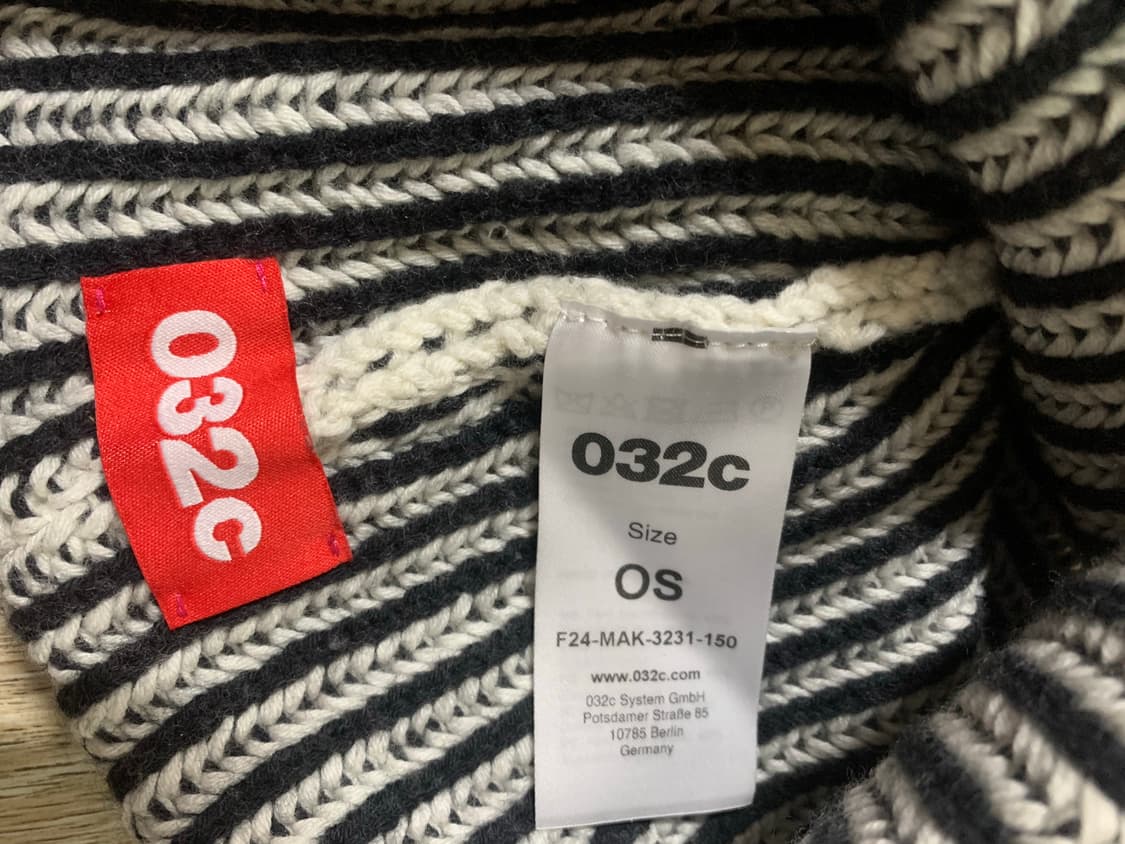 032c
032c
Size
OS
F24-MAK-3231-150
www.032c.com
032c System GmbH
Potsdamer Straße 85
10785 Berlin
Germany